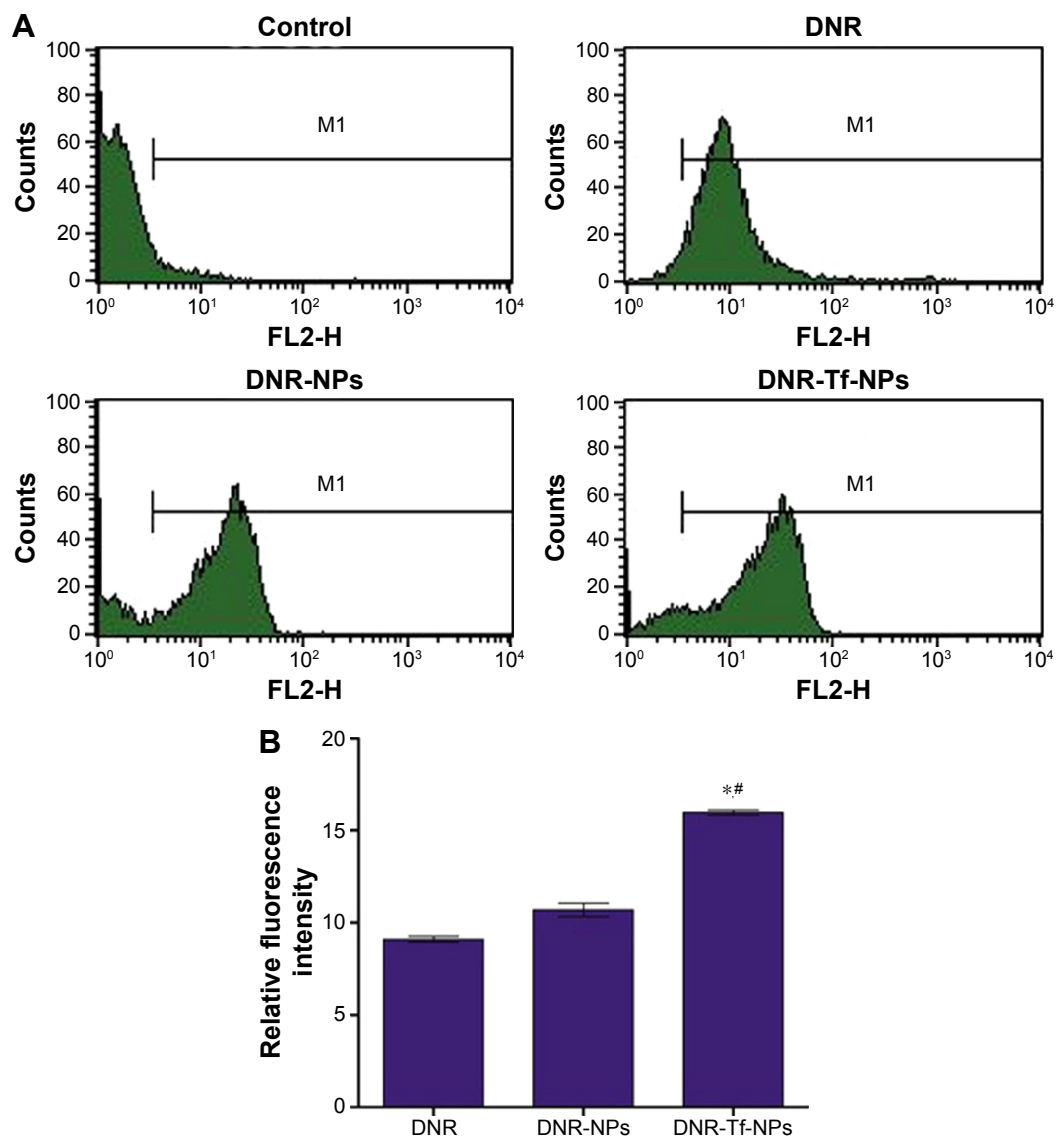 A
Control
100
80
60
40
20
0
Counts
M1
10⁰ 10¹ 10² 10³ 10⁴
FL2-H
DNR
100
80
60
40
20
0
Counts
M1
10⁰ 10¹ 10² 10³ 10⁴
FL2-H
DNR-NPs
100
80
60
40
20
0
Counts
M1
10⁰ 10¹ 10² 10³ 10⁴
FL2-H
DNR-Tf-NPs
100
80
60
40
20
0
Counts
M1
10⁰ 10¹ 10² 10³ 10⁴
FL2-H
B
Relative fluorescence
intensity
20
15
10
5
0
*,#
DNR DNR-NPs DNR-Tf-NPs